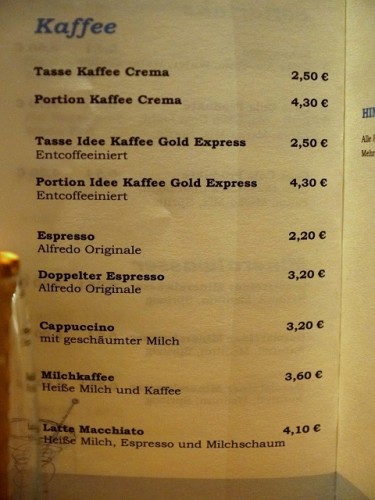 Kaffee
Tasse Kaffee Crema 2,50 €
Portion Kaffee Crema 4,30 €
Tasse Idee Kaffee Gold Express 2,50 €
Entcoffeeiniert
Portion Idee Kaffee Gold Express 4,30 €
Entcoffeeiniert
Espresso 2,20 €
Alfredo Originale
Doppelter Espresso 3,20 €
Alfredo Originale
Cappuccino 3,20 €
mit geschäumter Milch
Milchkaffee 3,60 €
Heiße Milch und Kaffee
Latte Macchiato 4,10 €
Heiße Milch, Espresso und Milchschaum
Alle